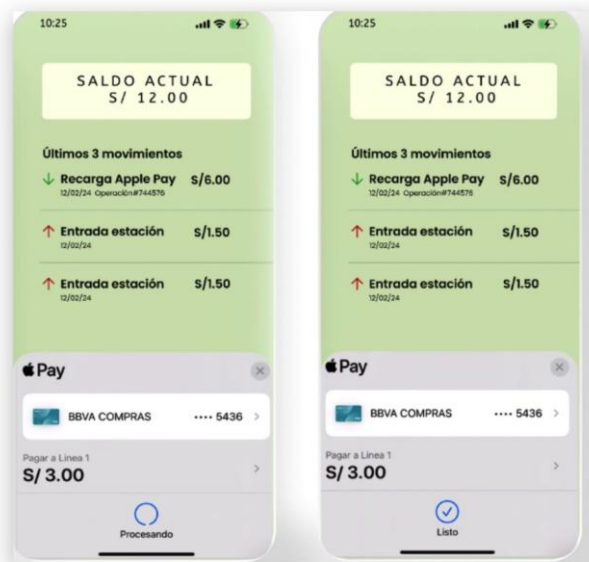 10:25
SALDO ACTUAL
S/ 12.00
Últimos 3 movimientos
Recarga Apple Pay S/6.00
12/02/24 Operación#744576
Entrada estación S/1.50
12/02/24
Entrada estación S/1.50
12/02/24
Pay
BBVA COMPRAS •••• 5436
Pagar a Línea 1
S/ 3.00
Procesando
10:25
SALDO ACTUAL
S/ 12.00
Últimos 3 movimientos
Recarga Apple Pay S/6.00
12/02/24 Operación#744576
Entrada estación S/1.50
12/02/24
Entrada estación S/1.50
12/02/24
Pay
BBVA COMPRAS •••• 5436
Pagar a Línea 1
S/ 3.00
Listo